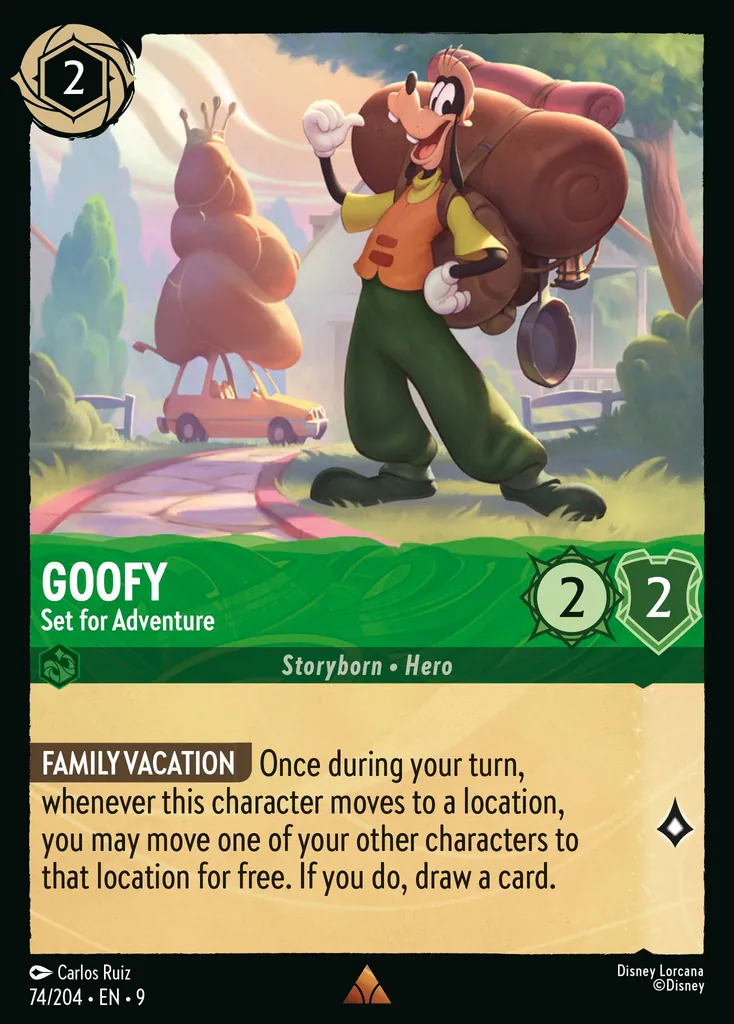 2
GOOFY
Set for Adventure
2
2
Storyborn • Hero
FAMILY VACATION Once during your turn,
whenever this character moves to a location,
you may move one of your other characters to
that location for free. If you do, draw a card.
Carlos Ruiz
74/204 • EN • 9
Disney Lorcana
©Disney